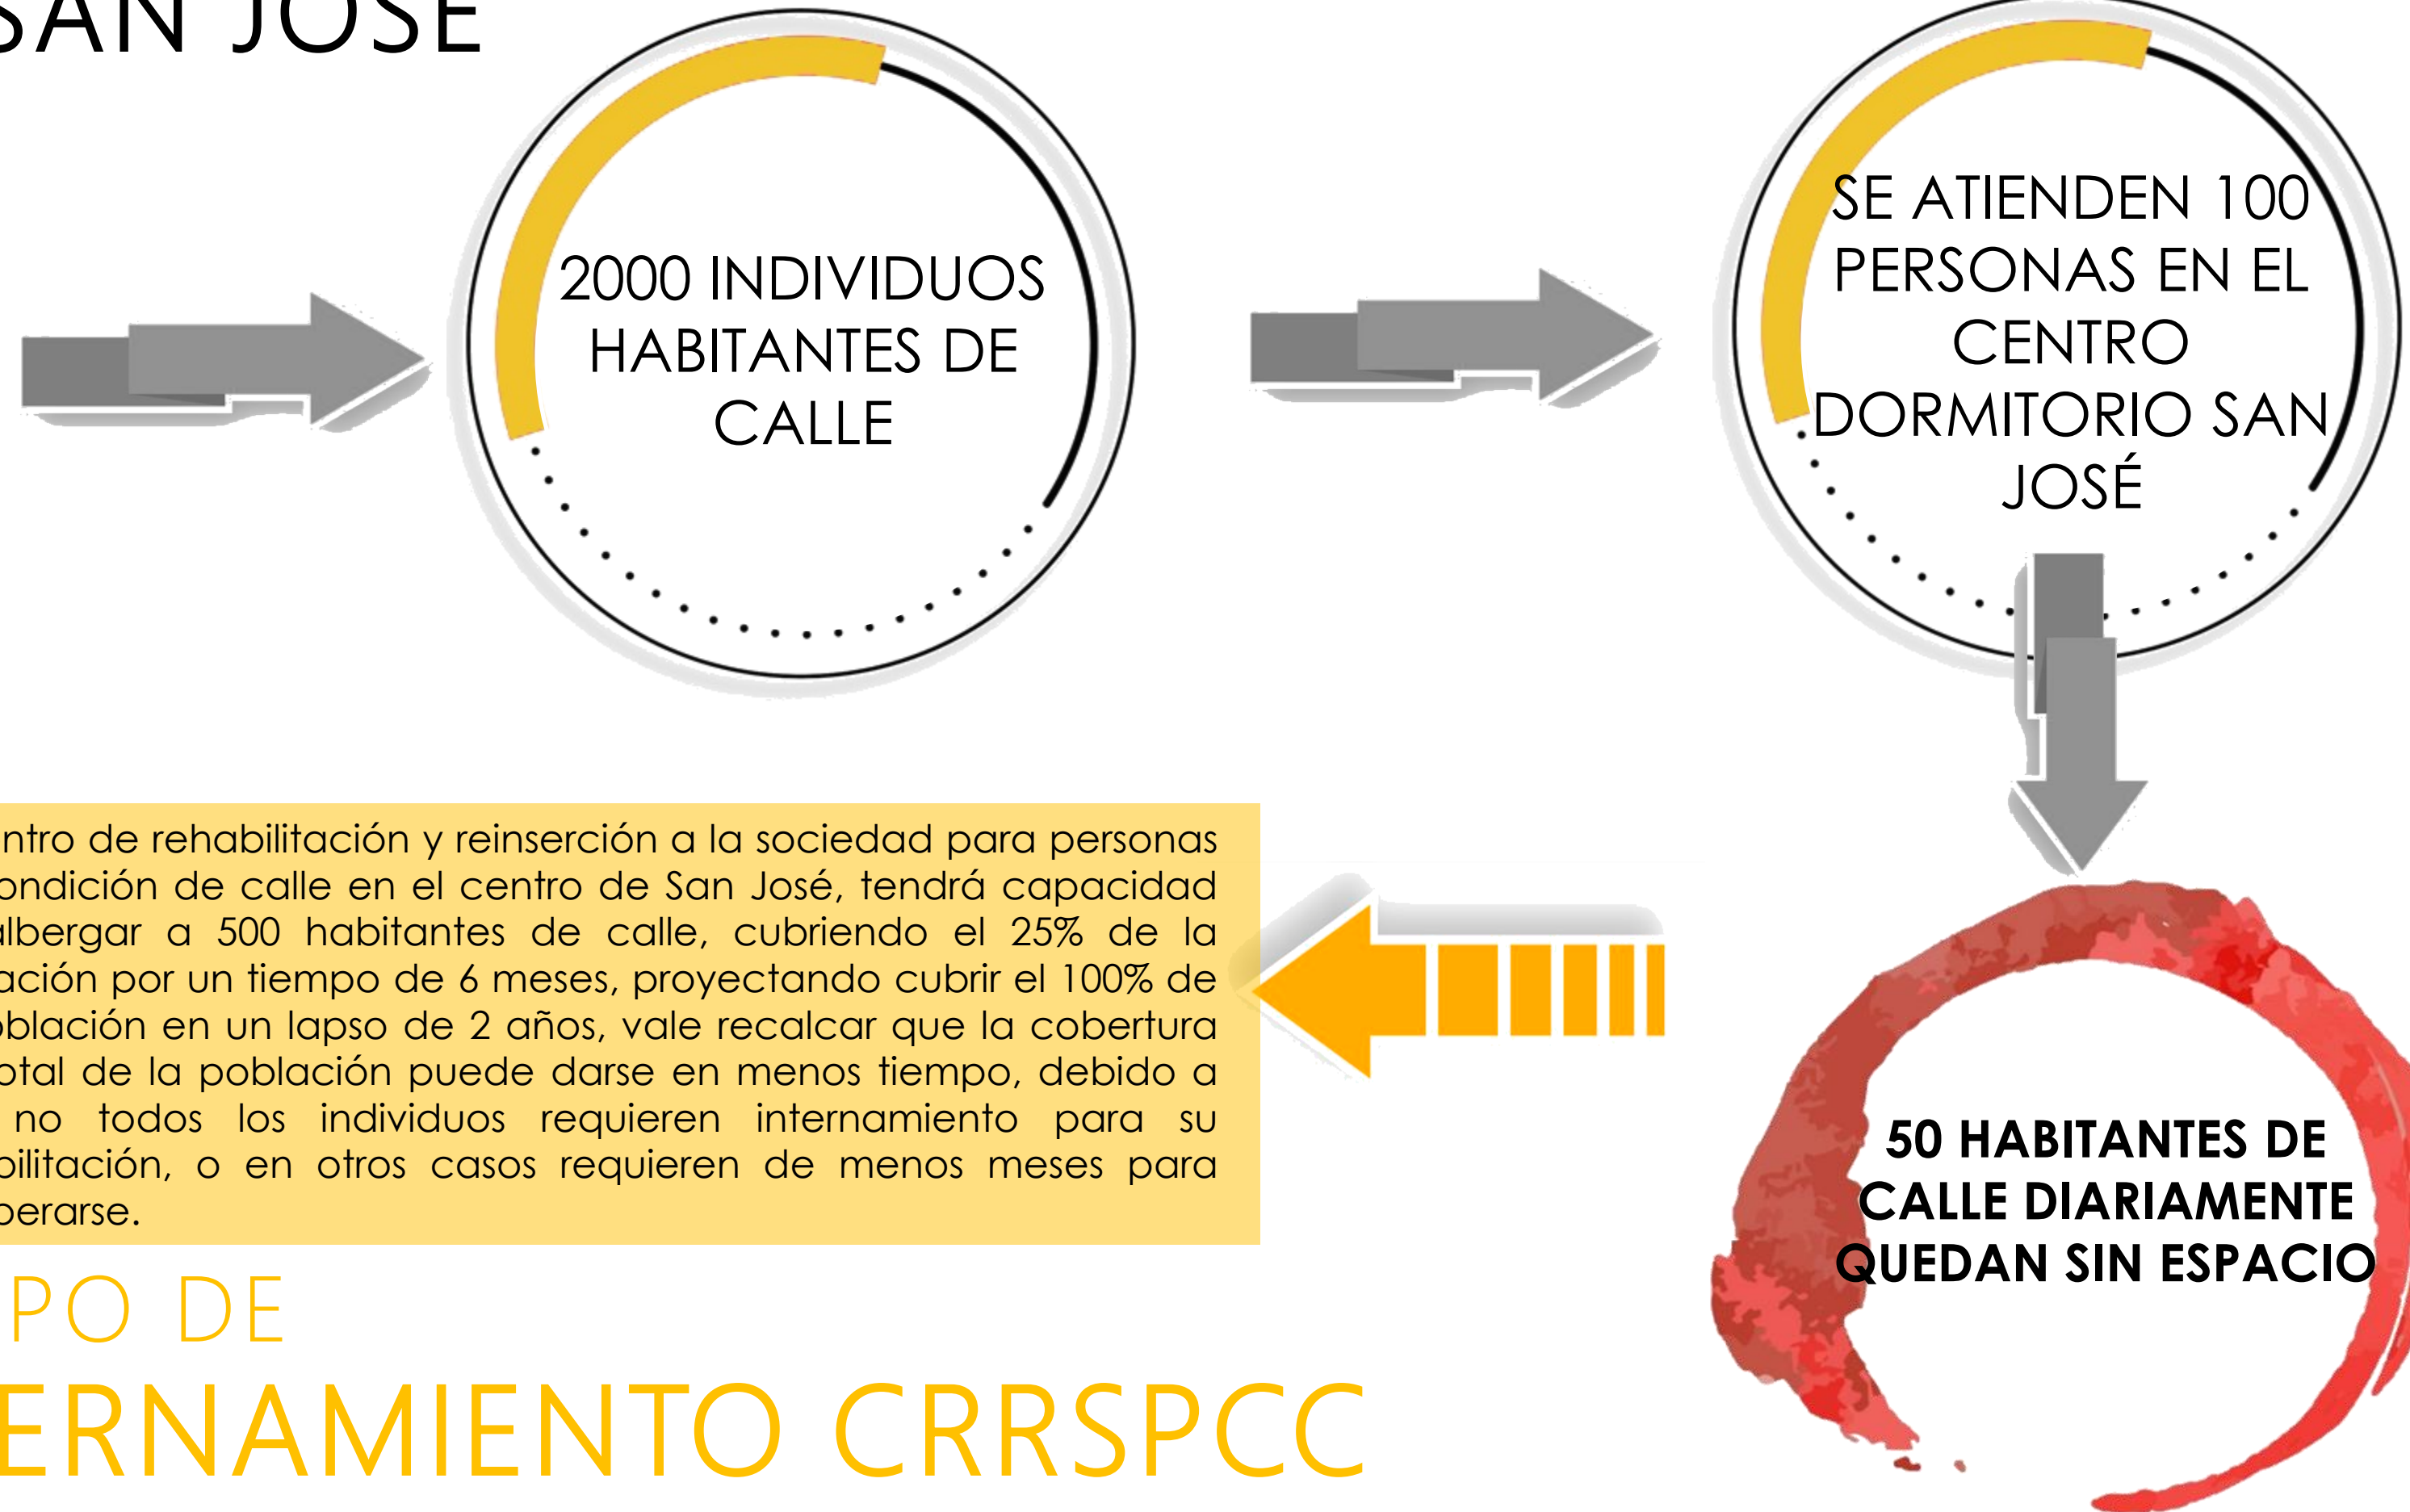 SAN JOSÉ
2000 INDIVIDUOS
HABITANTES DE
CALLE
SE ATIENDEN 100
PERSONAS EN EL
CENTRO
DORMITORIO SAN
JOSÉ
50 HABITANTES DE
CALLE DIARIAMENTE
QUEDAN SIN ESPACIO
ntro de rehabilitación y reinserción a la sociedad para personas
ondición de calle en el centro de San José, tendrá capacidad
albergar a 500 habitantes de calle, cubriendo el 25% de la
ación por un tiempo de 6 meses, proyectando cubrir el 100% de
oblación en un lapso de 2 años, vale recalcar que la cobertura
otal de la población puede darse en menos tiempo, debido a
no todos los individuos requieren internamiento para su
bilitación, o en otros casos requieren de menos meses para
perarse.
PO DE
ERNAMIENTO CRRSPCC